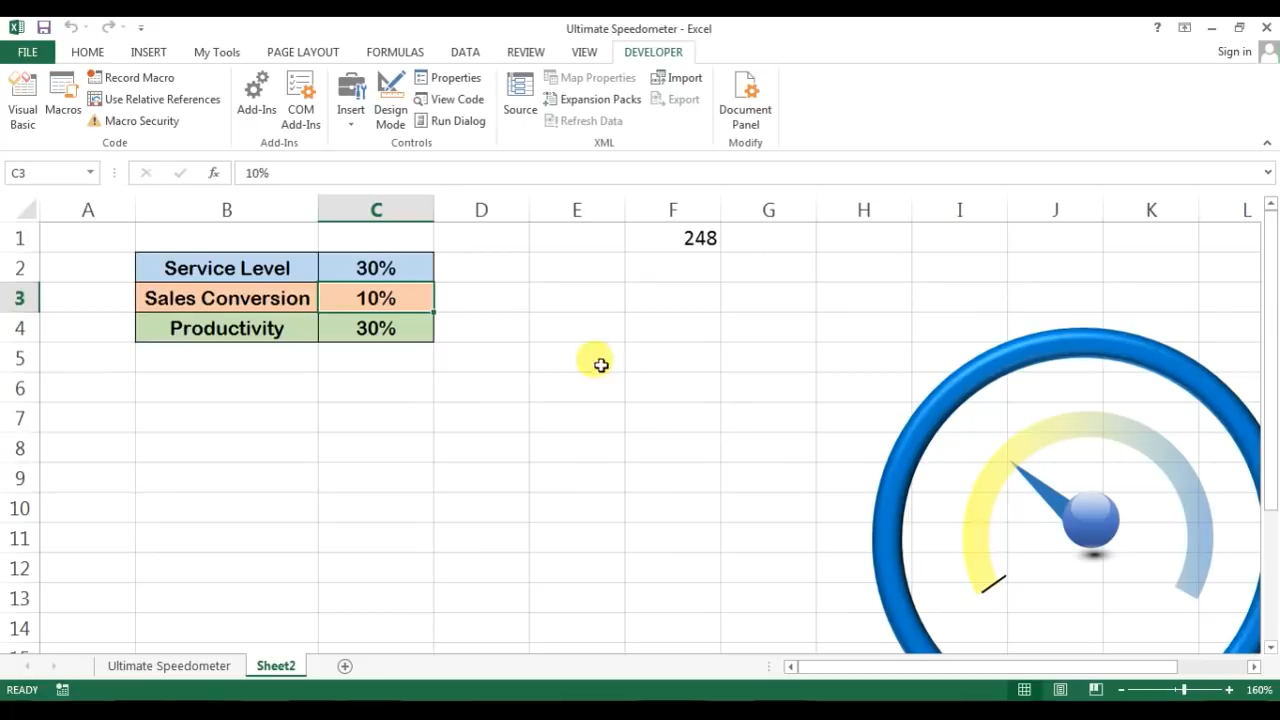 Ultimate Speedometer - Excel
?
Sign in
FILE HOME INSERT My Tools PAGE LAYOUT FORMULAS DATA REVIEW VIEW DEVELOPER
Visual Basic
Macros
Record Macro
Use Relative References
Macro Security
Code
Add-Ins
COM Add-Ins
Add-Ins
Insert
Design Mode
Properties
View Code
Run Dialog
Controls
Source
Map Properties
Expansion Packs
Refresh Data
Import
Export
XML
Document Panel
Modify
C3 fx 10%
A B C D E F G H I J K L
1 248
2 Service Level 30%
3 Sales Conversion 10%
4 Productivity 30%
5
6
7
8
9
10
11
12
13
14
Ultimate Speedometer Sheet2
READY 160%